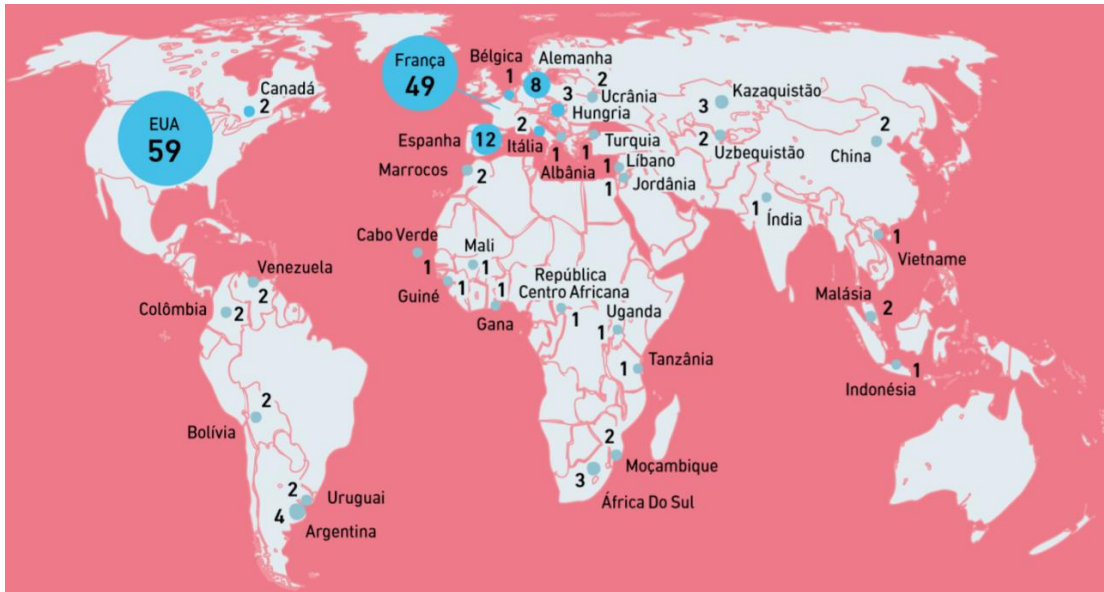 Canadá
2
EUA
59
França
49
Bélgica
1
Alemanha
8
2
Ucrânia
3
Hungria
Espanha
12
2
Itália
1
Albânia
1
Turquia
Marrocos
2
1
Líbano
1
Jordânia
Kazaquistão
3
2
Uzbequistão
2
China
1
Índia
1
Vietname
Malásia
2
Indonésia
1
Cabo Verde
1
Mali
1
Guiné
1
1
Gana
República
Centro Africana
1
Uganda
1
Tanzânia
1
2
Moçambique
3
África Do Sul
Venezuela
2
Colômbia
2
2
Bolívia
2
Uruguai
4
Argentina